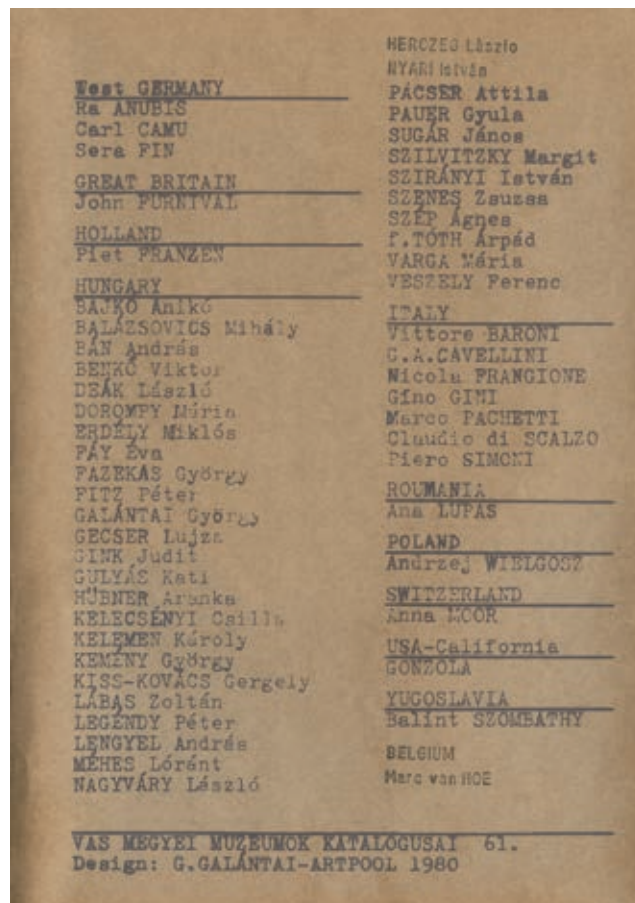 West GERMANY
Ra ANUBIS
Carl CAMU
Sera FIN
GREAT BRITAIN
John FURNIVAL
HOLLAND
Piet FRANZEN
HUNGARY
BAJKÓ Anikó
BALÁZSOVICS Mihály
BÁN András
BENKŐ Viktor
DEÁK László
DOROMPY Mária
ERDÉLY Miklós
FÁY Éva
FAZEKAS György
FITZ Péter
GALÁNTAI György
GECSER Lujza
GINK Judit
GULYÁS Kati
HÜBNER Aranka
KELECSÉNYI Csilla
KELEMEN Károly
KEMÉNY György
KISS-KOVÁCS Gergely
LÁBAS Zoltán
LEGÉNDY Péter
LENGYEL András
MÉHES Lóránt
NAGYVÁRY László
HERCZEG László
NYÁRI István
PÁCSER Attila
PAUER Gyula
SUGÁR János
SZILVITZKY Margit
SZIRÁNYI István
SZENES Zsuzsa
SZÉP Ágnes
f.TÓTH Árpád
VARGA Mária
VESZELY Ferenc
ITALY
Vittore BARONI
G.A.CAVELLINI
Nicola FRANGIONE
Gino GINI
Marco PACHETTI
Claudio di SCALZO
Piero SIMONI
ROUMANIA
Ana LUPAS
POLAND
Andrzej WIELGOSZ
SWITZERLAND
Anna MOOR
USA-California
GONZOLA
YUGOSLAVIA
Balint SZOMBATHY
BELGIUM
Marc van HOE
VAS MEGYEI MUZEUMOK KATALÓGUSAI 61.
Design: G.GALÁNTAI-ARTPOOL 1980